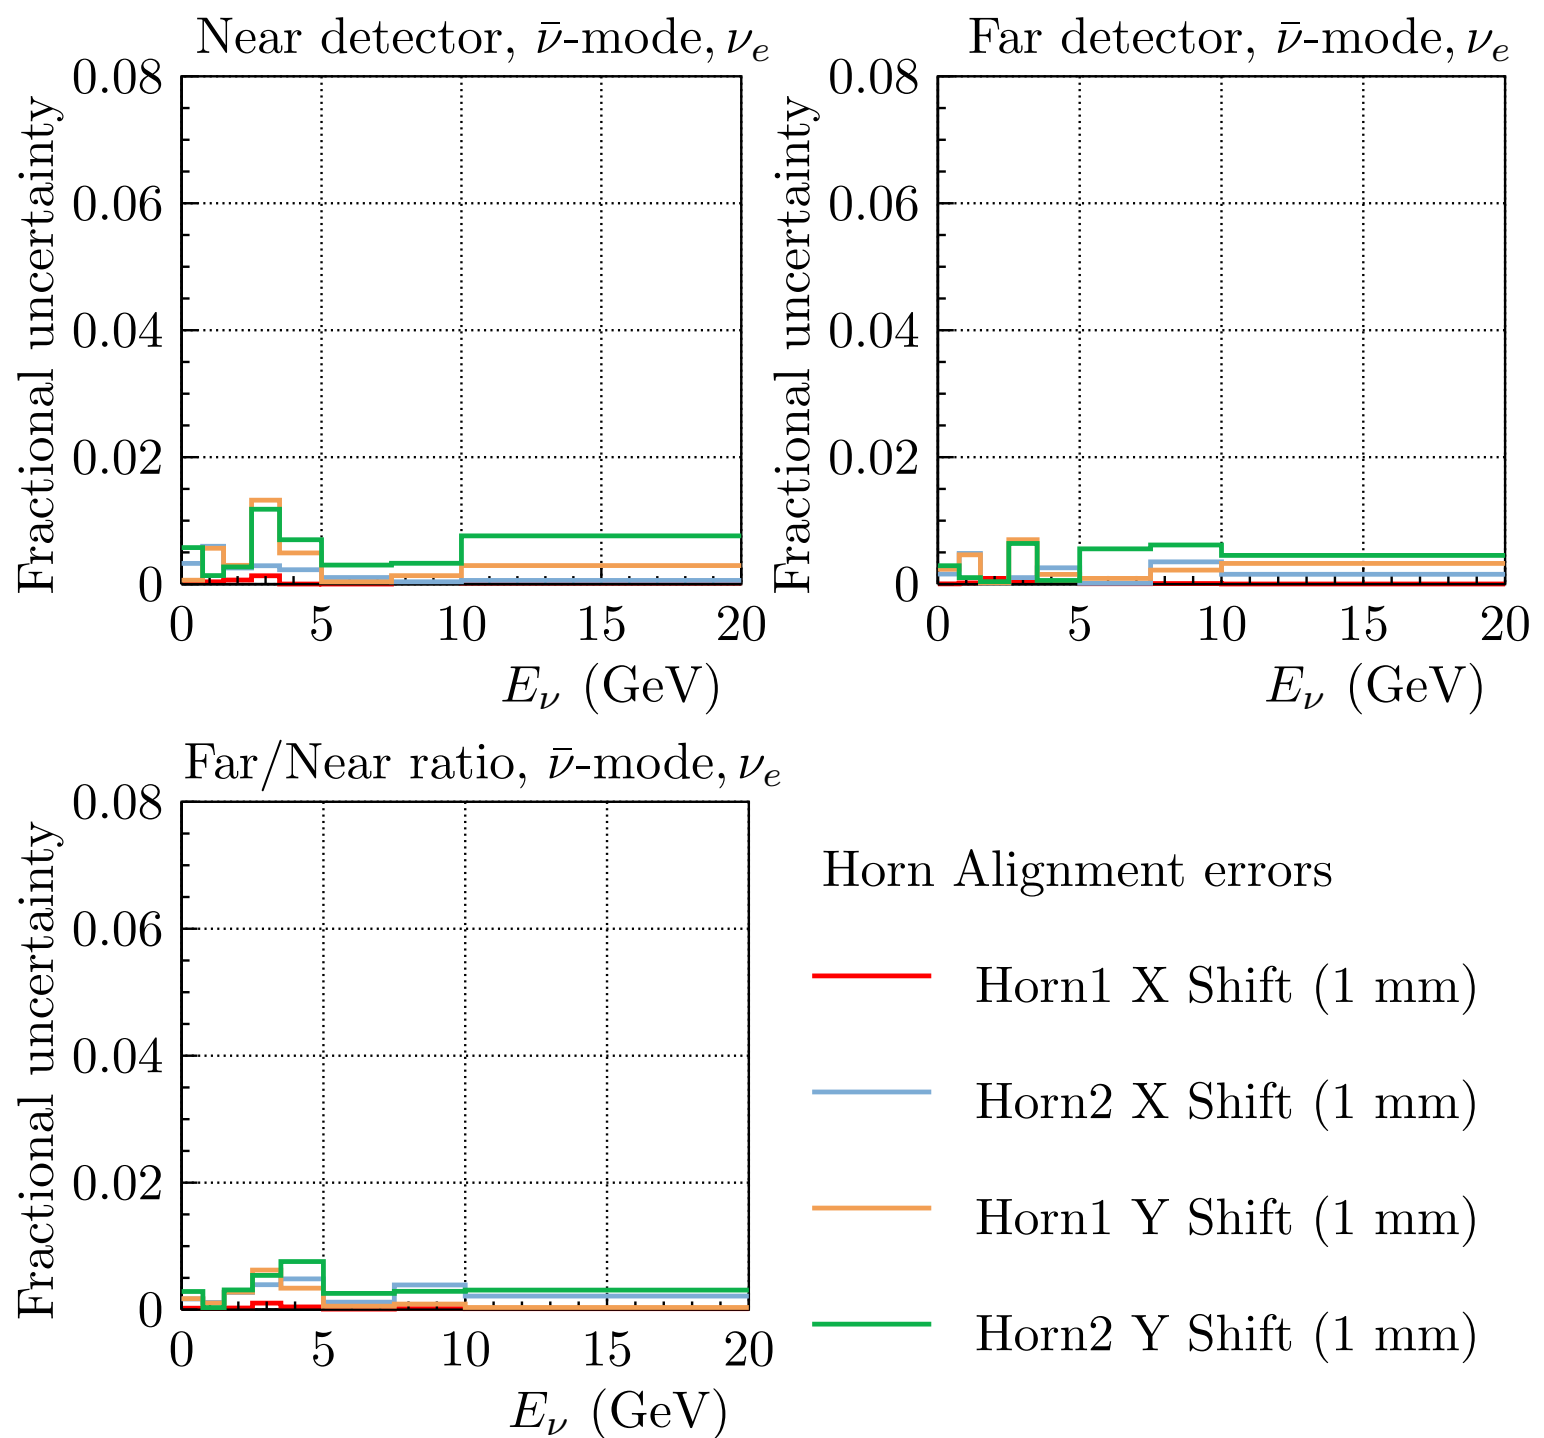 Near detector, ν̄-mode, νₑ
Fractional uncertainty
0.08
0.06
0.04
0.02
0
0 5 10 15 20
E_ν (GeV)
Far detector, ν̄-mode, νₑ
Fractional uncertainty
0.08
0.06
0.04
0.02
0
0 5 10 15 20
E_ν (GeV)
Far/Near ratio, ν̄-mode, νₑ
Fractional uncertainty
0.08
0.06
0.04
0.02
0
0 5 10 15 20
E_ν (GeV)
Horn Alignment errors
Horn1 X Shift (1 mm)
Horn2 X Shift (1 mm)
Horn1 Y Shift (1 mm)
Horn2 Y Shift (1 mm)